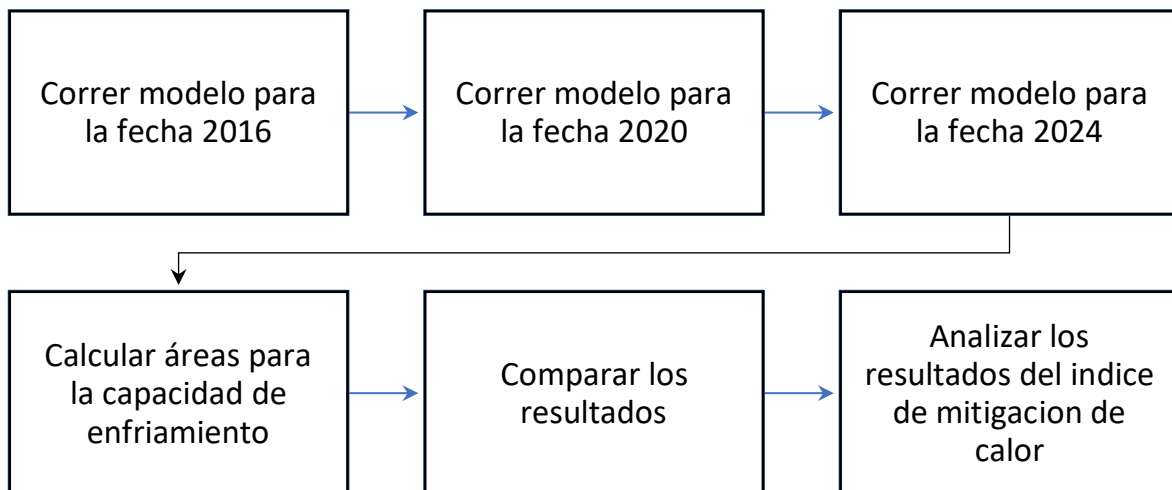 Correr modelo para
la fecha 2016
Correr modelo para
la fecha 2020
Correr modelo para
la fecha 2024
Calcular áreas para
la capacidad de
enfriamiento
Comparar los
resultados
Analizar los
resultados del indice
de mitigacion de
calor